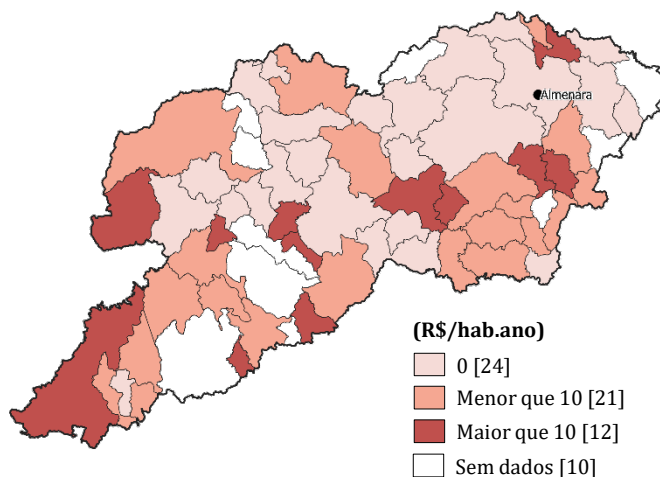 Almenara
(R$/hab.ano)
0 [24]
Menor que 10 [21]
Maior que 10 [12]
Sem dados [10]